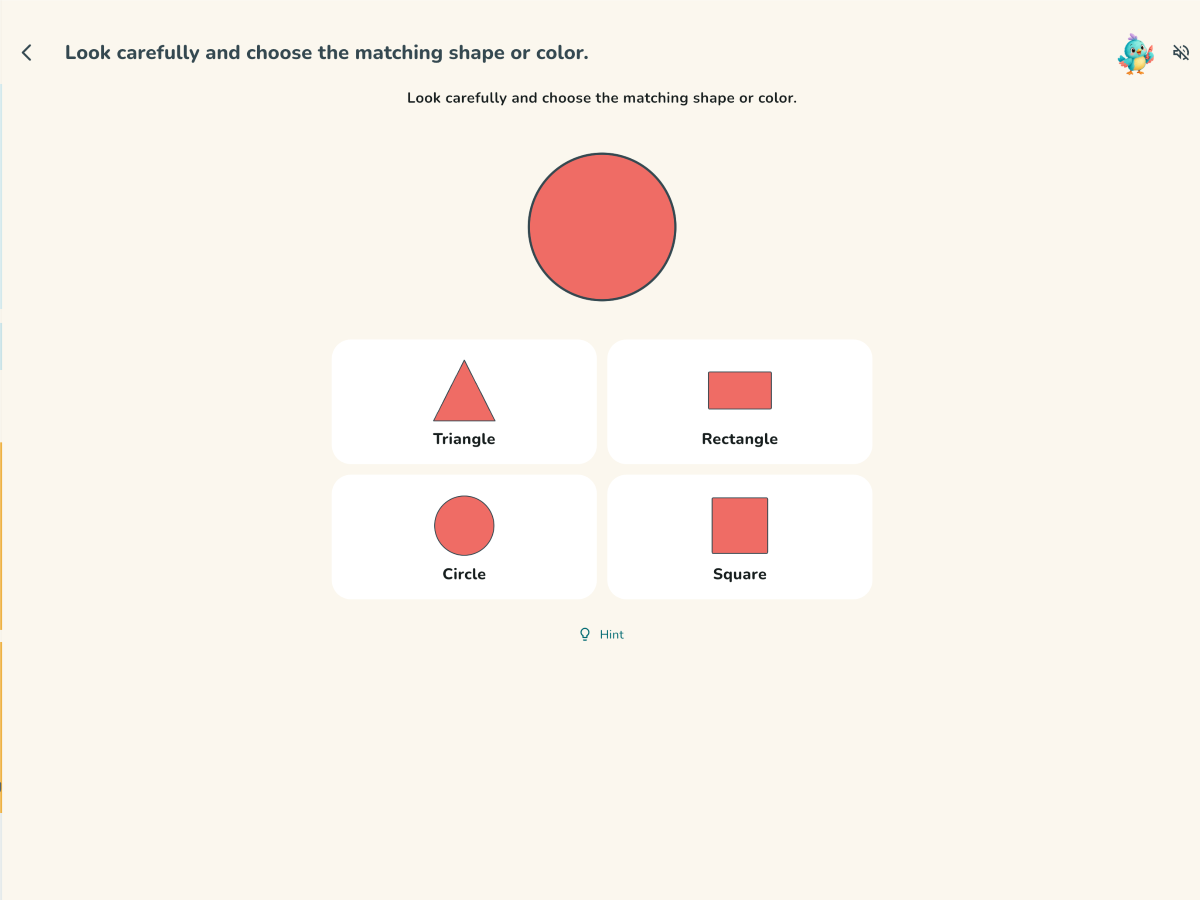 Look carefully and choose the matching shape or color.
Look carefully and choose the matching shape or color.
Triangle
Rectangle
Circle
Square
Hint